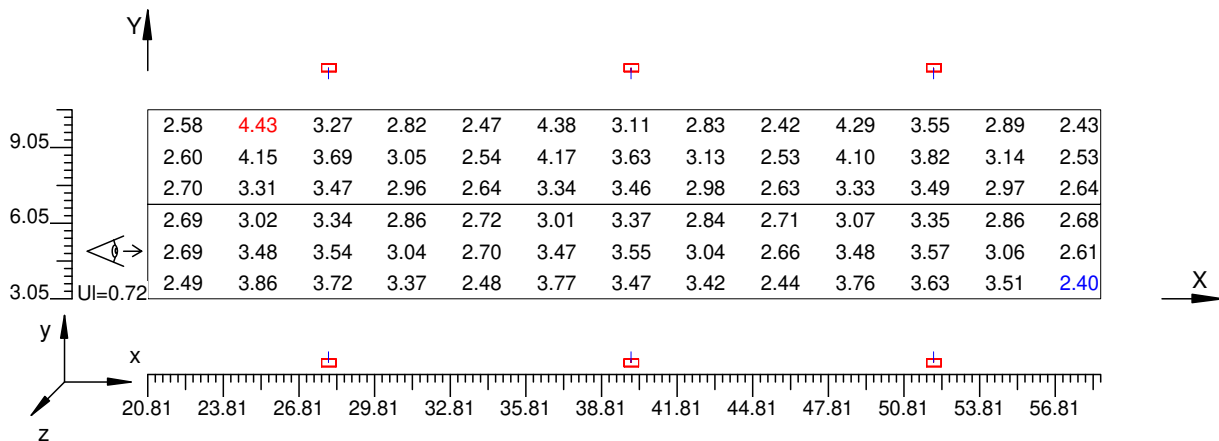 Y
2.58 4.43 3.27 2.82 2.47 4.38 3.11 2.83 2.42 4.29 3.55 2.89 2.43
9.05
2.60 4.15 3.69 3.05 2.54 4.17 3.63 3.13 2.53 4.10 3.82 3.14 2.53
2.70 3.31 3.47 2.96 2.64 3.34 3.46 2.98 2.63 3.33 3.49 2.97 2.64
6.05 2.69 3.02 3.34 2.86 2.72 3.01 3.37 2.84 2.71 3.07 3.35 2.86 2.68
2.69 3.48 3.54 3.04 2.70 3.47 3.55 3.04 2.66 3.48 3.57 3.06 2.61
2.49 3.86 3.72 3.37 2.48 3.77 3.47 3.42 2.44 3.76 3.63 3.51 2.40
3.05 Ul=0.72 X
y x
20.81 23.81 26.81 29.81 32.81 35.81 38.81 41.81 44.81 47.81 50.81 53.81 56.81
z